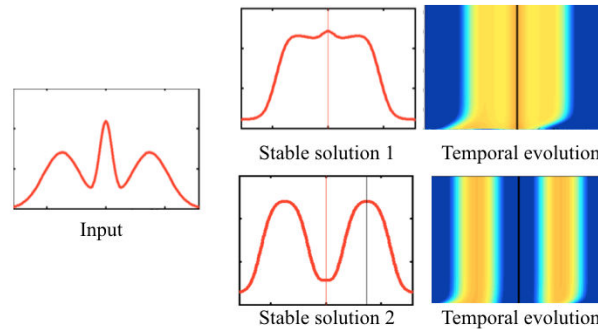 Stable solution 1
Temporal evolution
Input
Stable solution 2
Temporal evolution